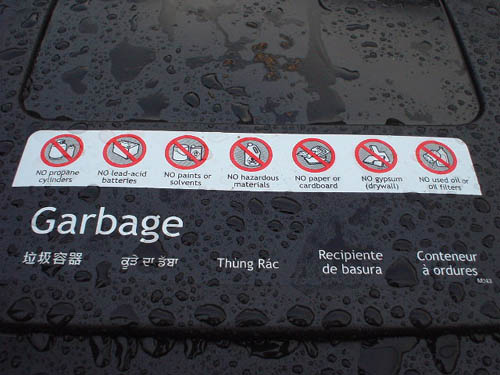 NO propane
cylinders
NO lead-acid
batteries
NO paints or
solvents
NO hazardous
materials
NO paper or
cardboard
NO gypsum
(drywall)
NO used oil or
oil filters
Garbage
垃圾容器
ਕੂੜੇ ਦਾ ਡੱਬਾ
Thùng Rác
Recipiente
de basura
Conteneur
à ordures
M043